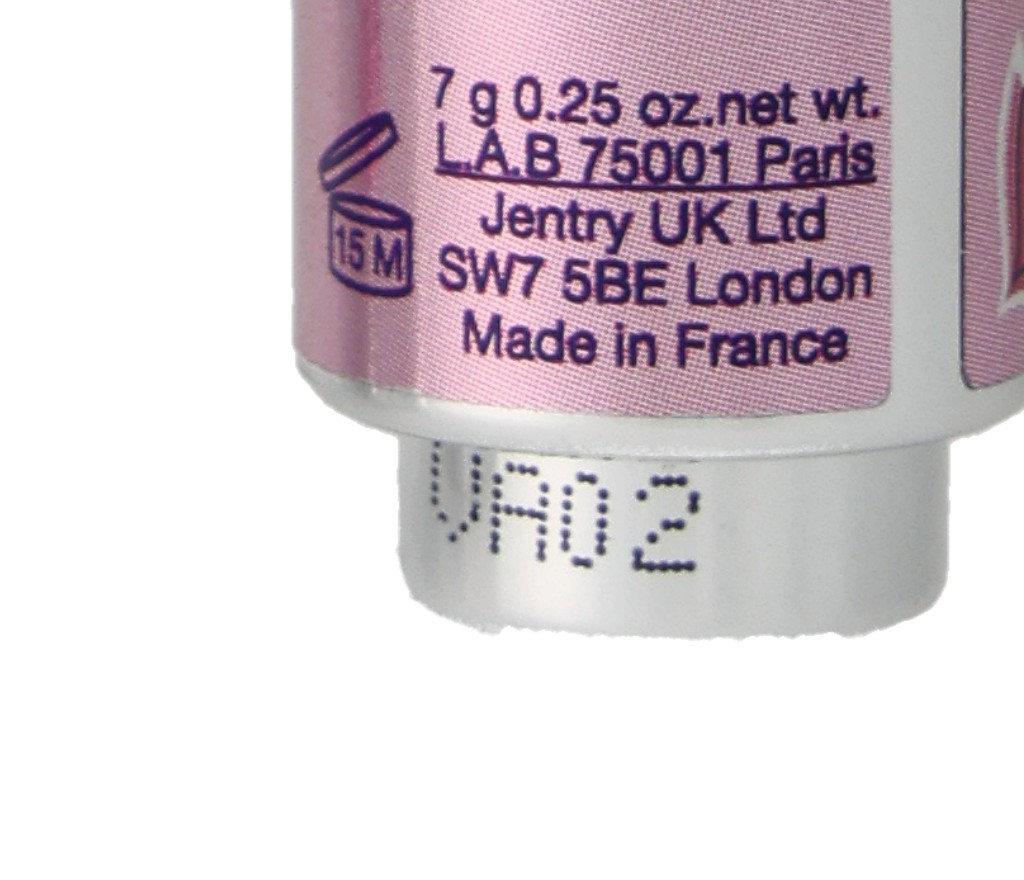 7 g 0.25 oz.net wt.
L.A.B 75001 Paris
Jentry UK Ltd
SW7 5BE London
Made in France
15 M
VA02